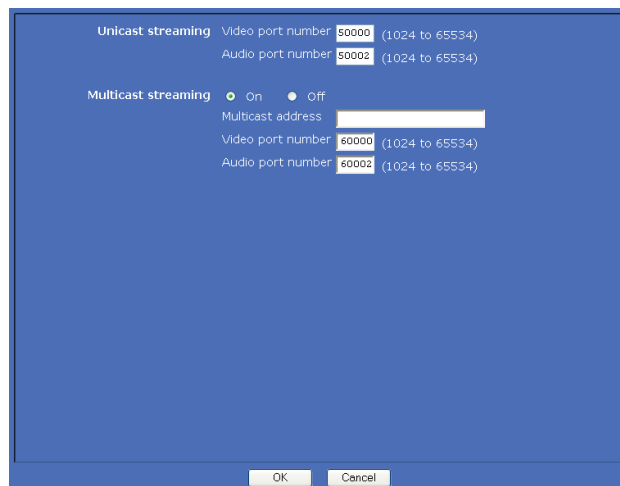 Unicast streaming Video port number 50000 (1024 to 65534)
Audio port number 50002 (1024 to 65534)
Multicast streaming On Off
Multicast address
Video port number 60000 (1024 to 65534)
Audio port number 60002 (1024 to 65534)
OK Cancel